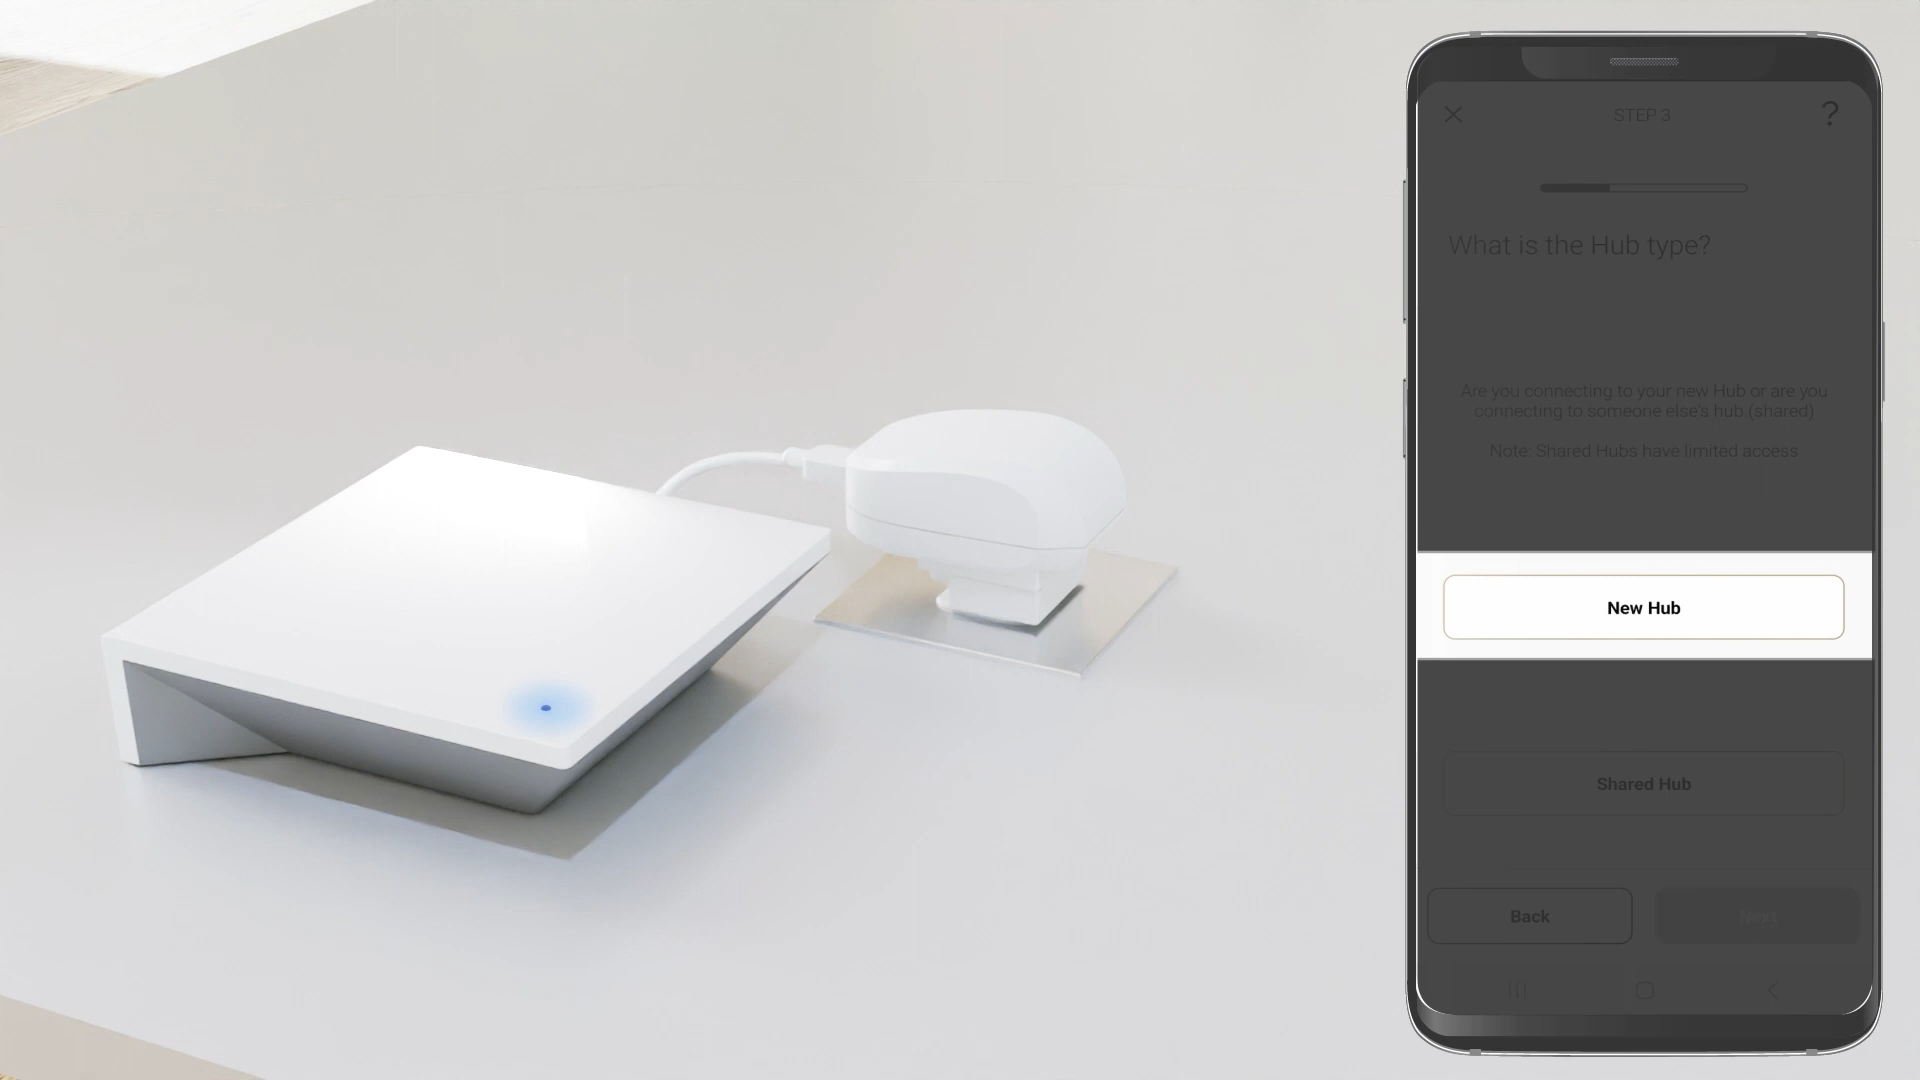 STEP 3
?
What is the Hub type?
Are you connecting to your new Hub or are you
connecting to someone else's hub (shared)
Note: Shared Hubs have limited access
New Hub
Shared Hub
Back
Next